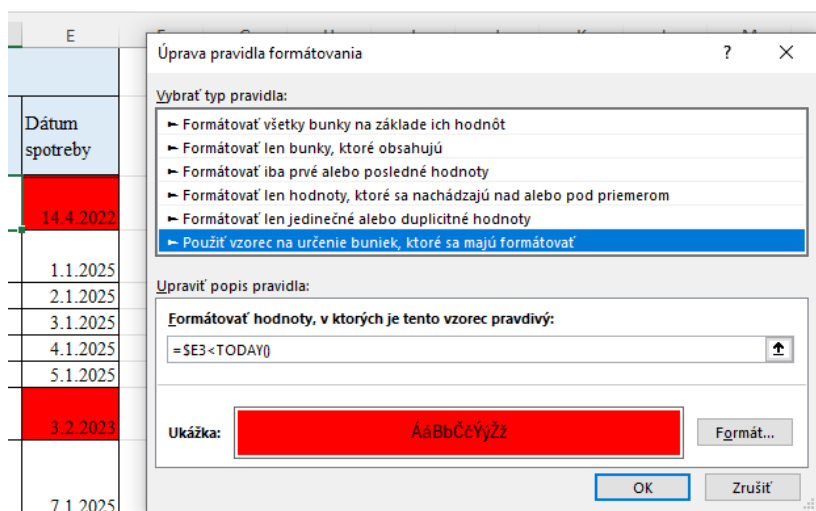 E
Dátum
spotreby
14.4.2022
1.1.2025
2.1.2025
3.1.2025
4.1.2025
5.1.2025
3.2.2023
7.1.2025
Úprava pravidla formátovania
?
Vybrať typ pravidla:
► Formátovať všetky bunky na základe ich hodnôt
► Formátovať len bunky, ktoré obsahujú
► Formátovať iba prvé alebo posledné hodnoty
► Formátovať len hodnoty, ktoré sa nachádzajú nad alebo pod priemerom
► Formátovať len jedinečné alebo duplicitné hodnoty
► Použiť vzorec na určenie buniek, ktoré sa majú formátovať
Upraviť popis pravidla:
Formátovať hodnoty, v ktorých je tento vzorec pravdivý:
=$E3<TODAY()
Ukážka:
ÁáBbČčÝýŽž
Formát...
OK
Zrušiť